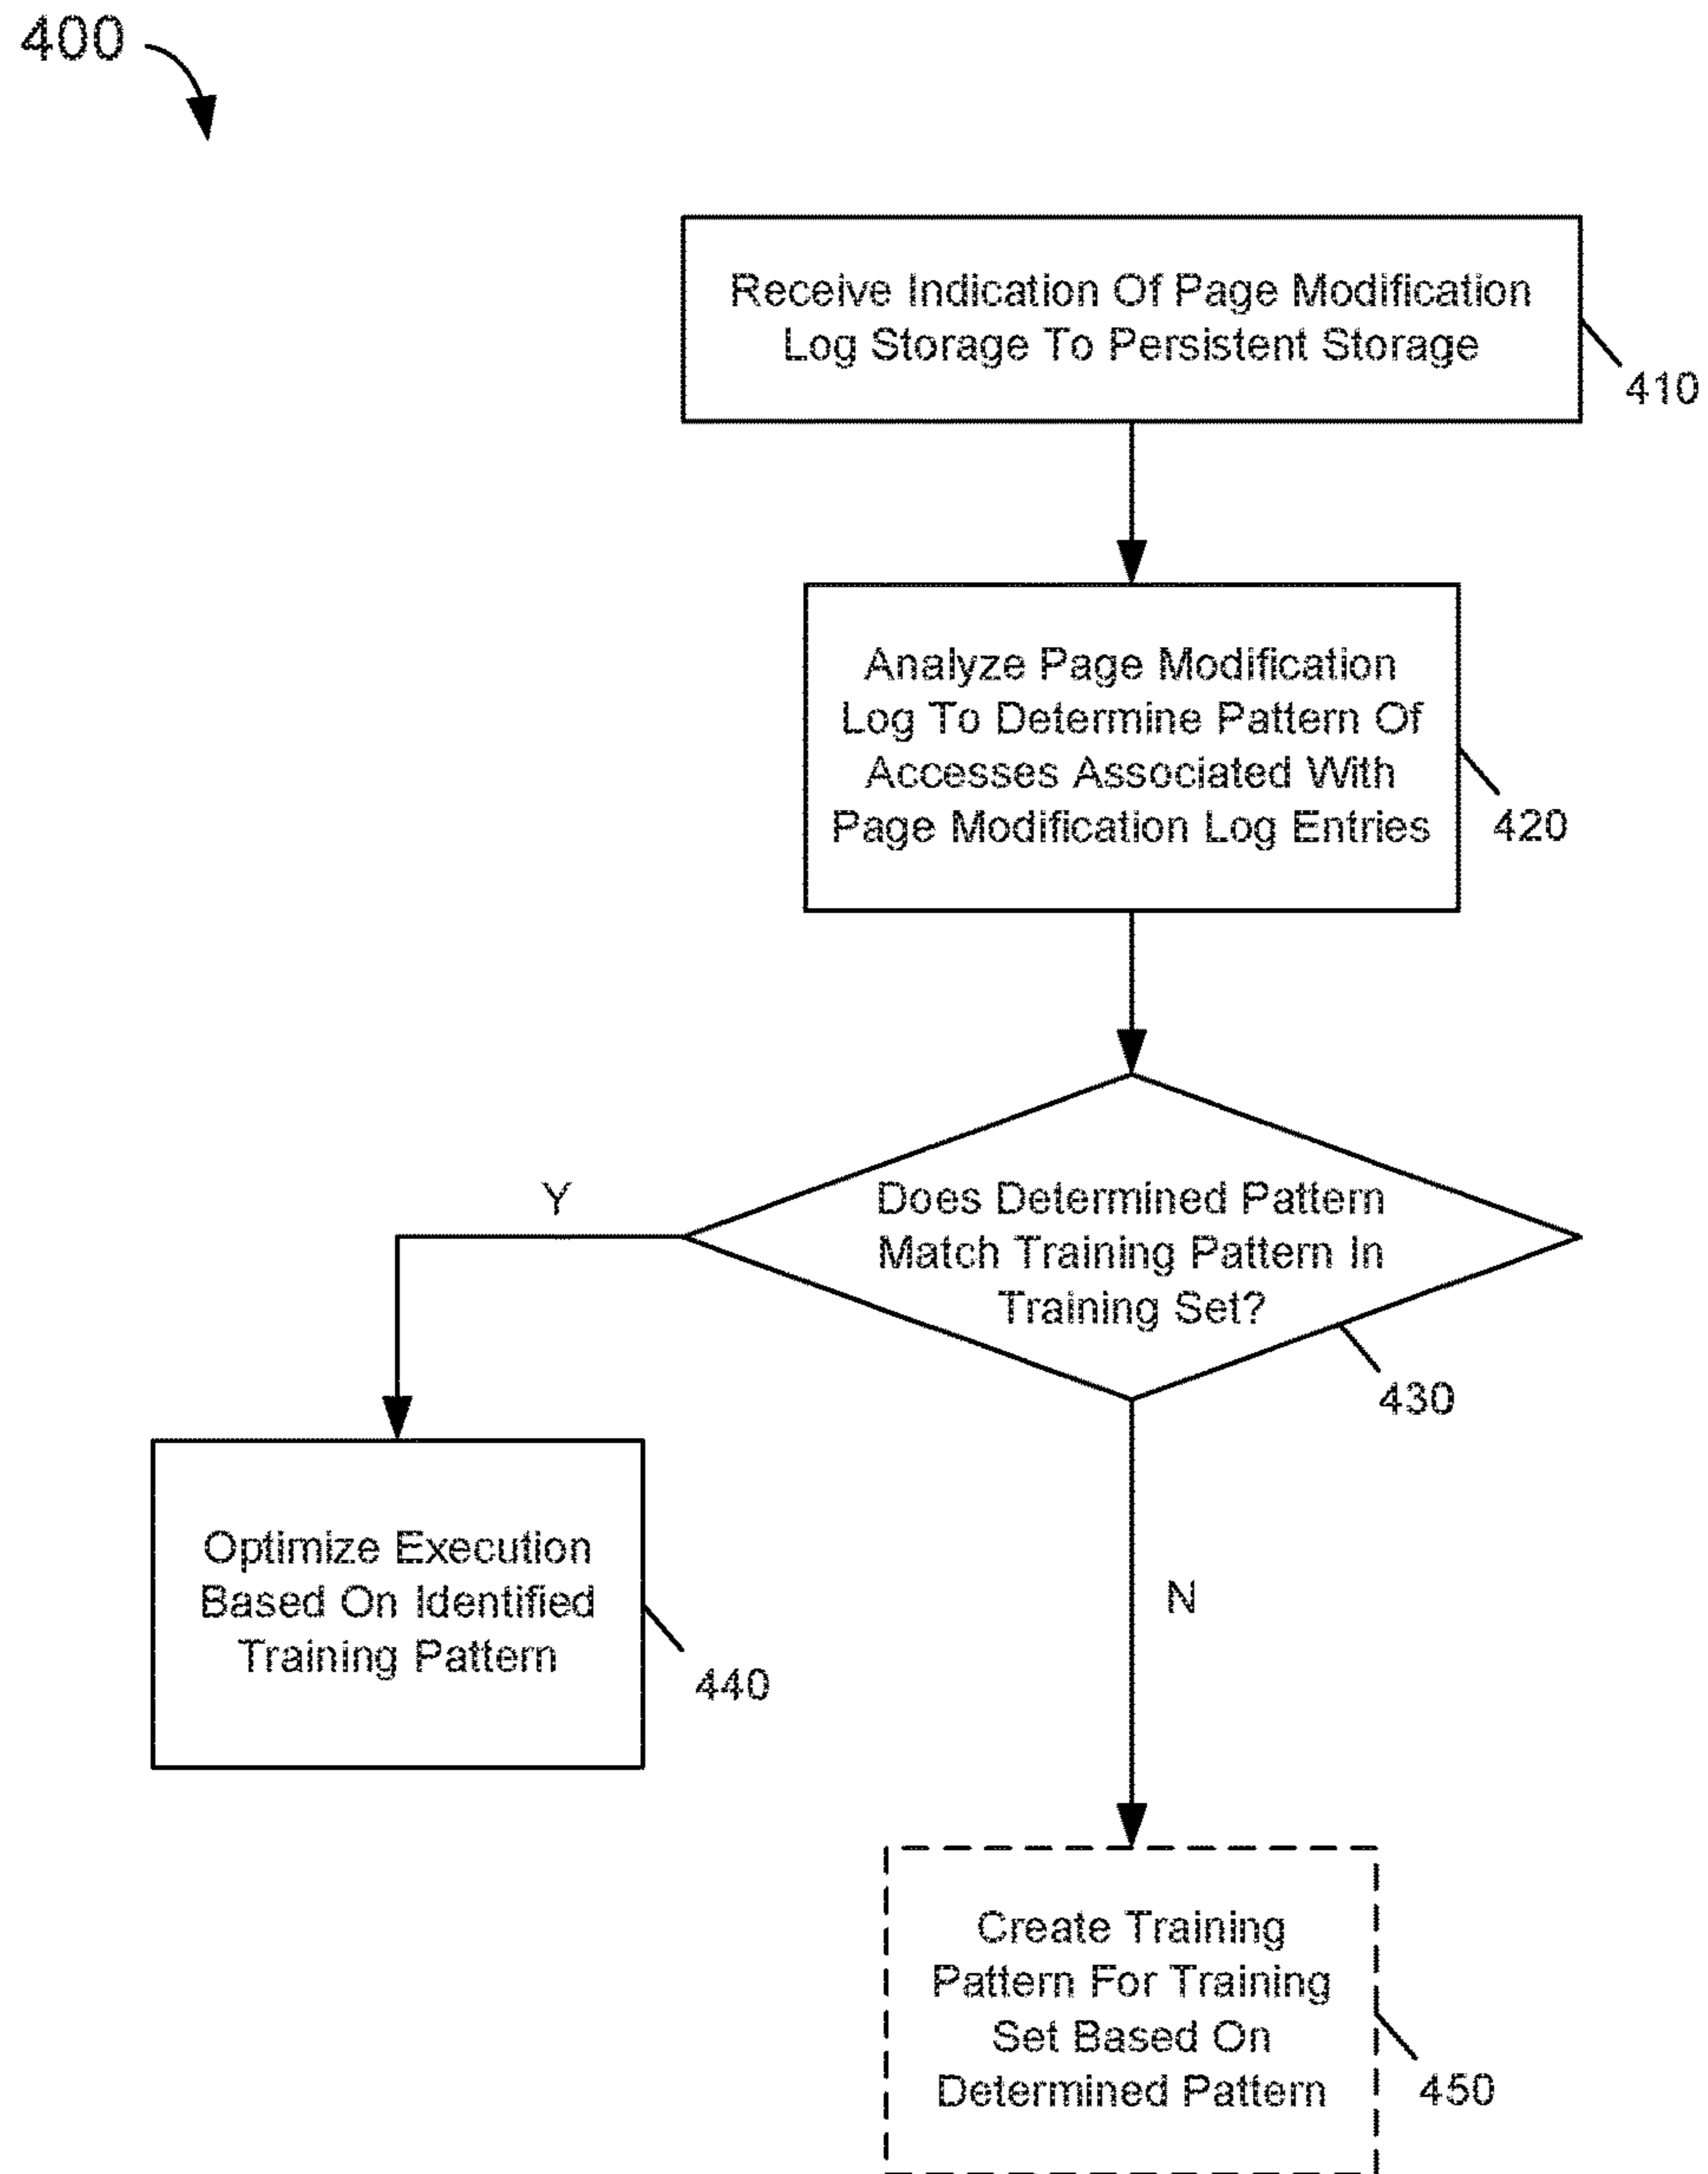 400
Receive Indication Of Page Modification
Log Storage To Persistent Storage
410
Analyze Page Modification
Log To Determine Pattern Of
Accesses Associated With
Page Modification Log Entries
420
Does Determined Pattern
Match Training Pattern In
Training Set?
430
Y
Optimize Execution
Based On Identified
Training Pattern
440
N
Create Training
Pattern For Training
Set Based On
Determined Pattern
450